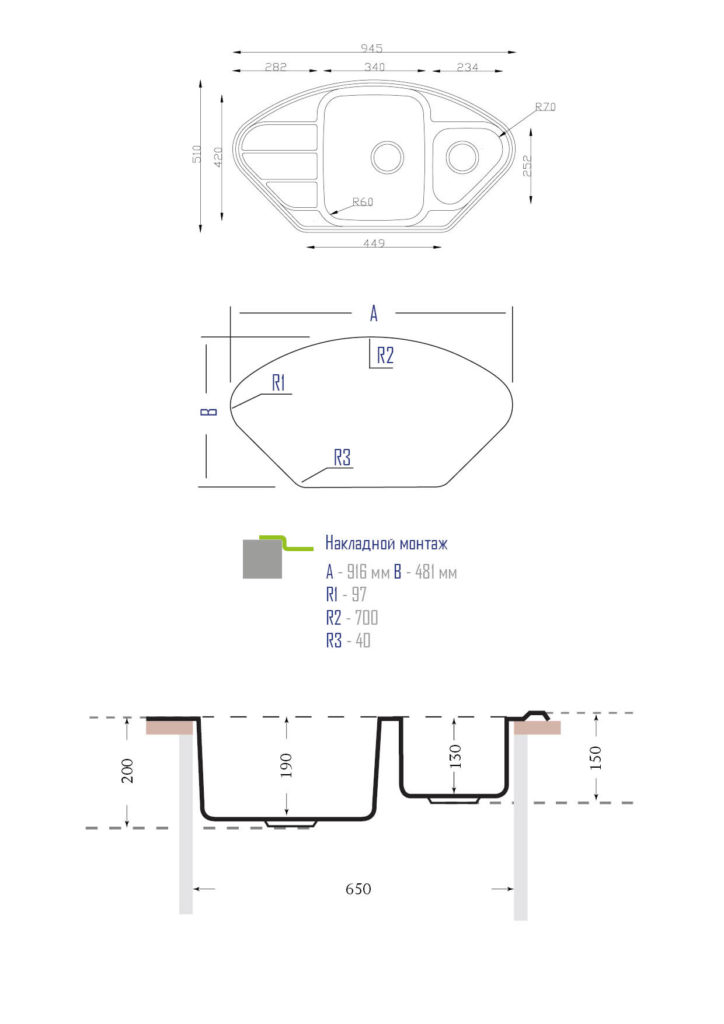 945
282 340 234
R70
510
420
252
R60
449
A
R2
R1
B
R3
Накладной монтаж
A - 916 мм B - 481 мм
R1 - 97
R2 - 700
R3 - 40
200
190
130
150
650